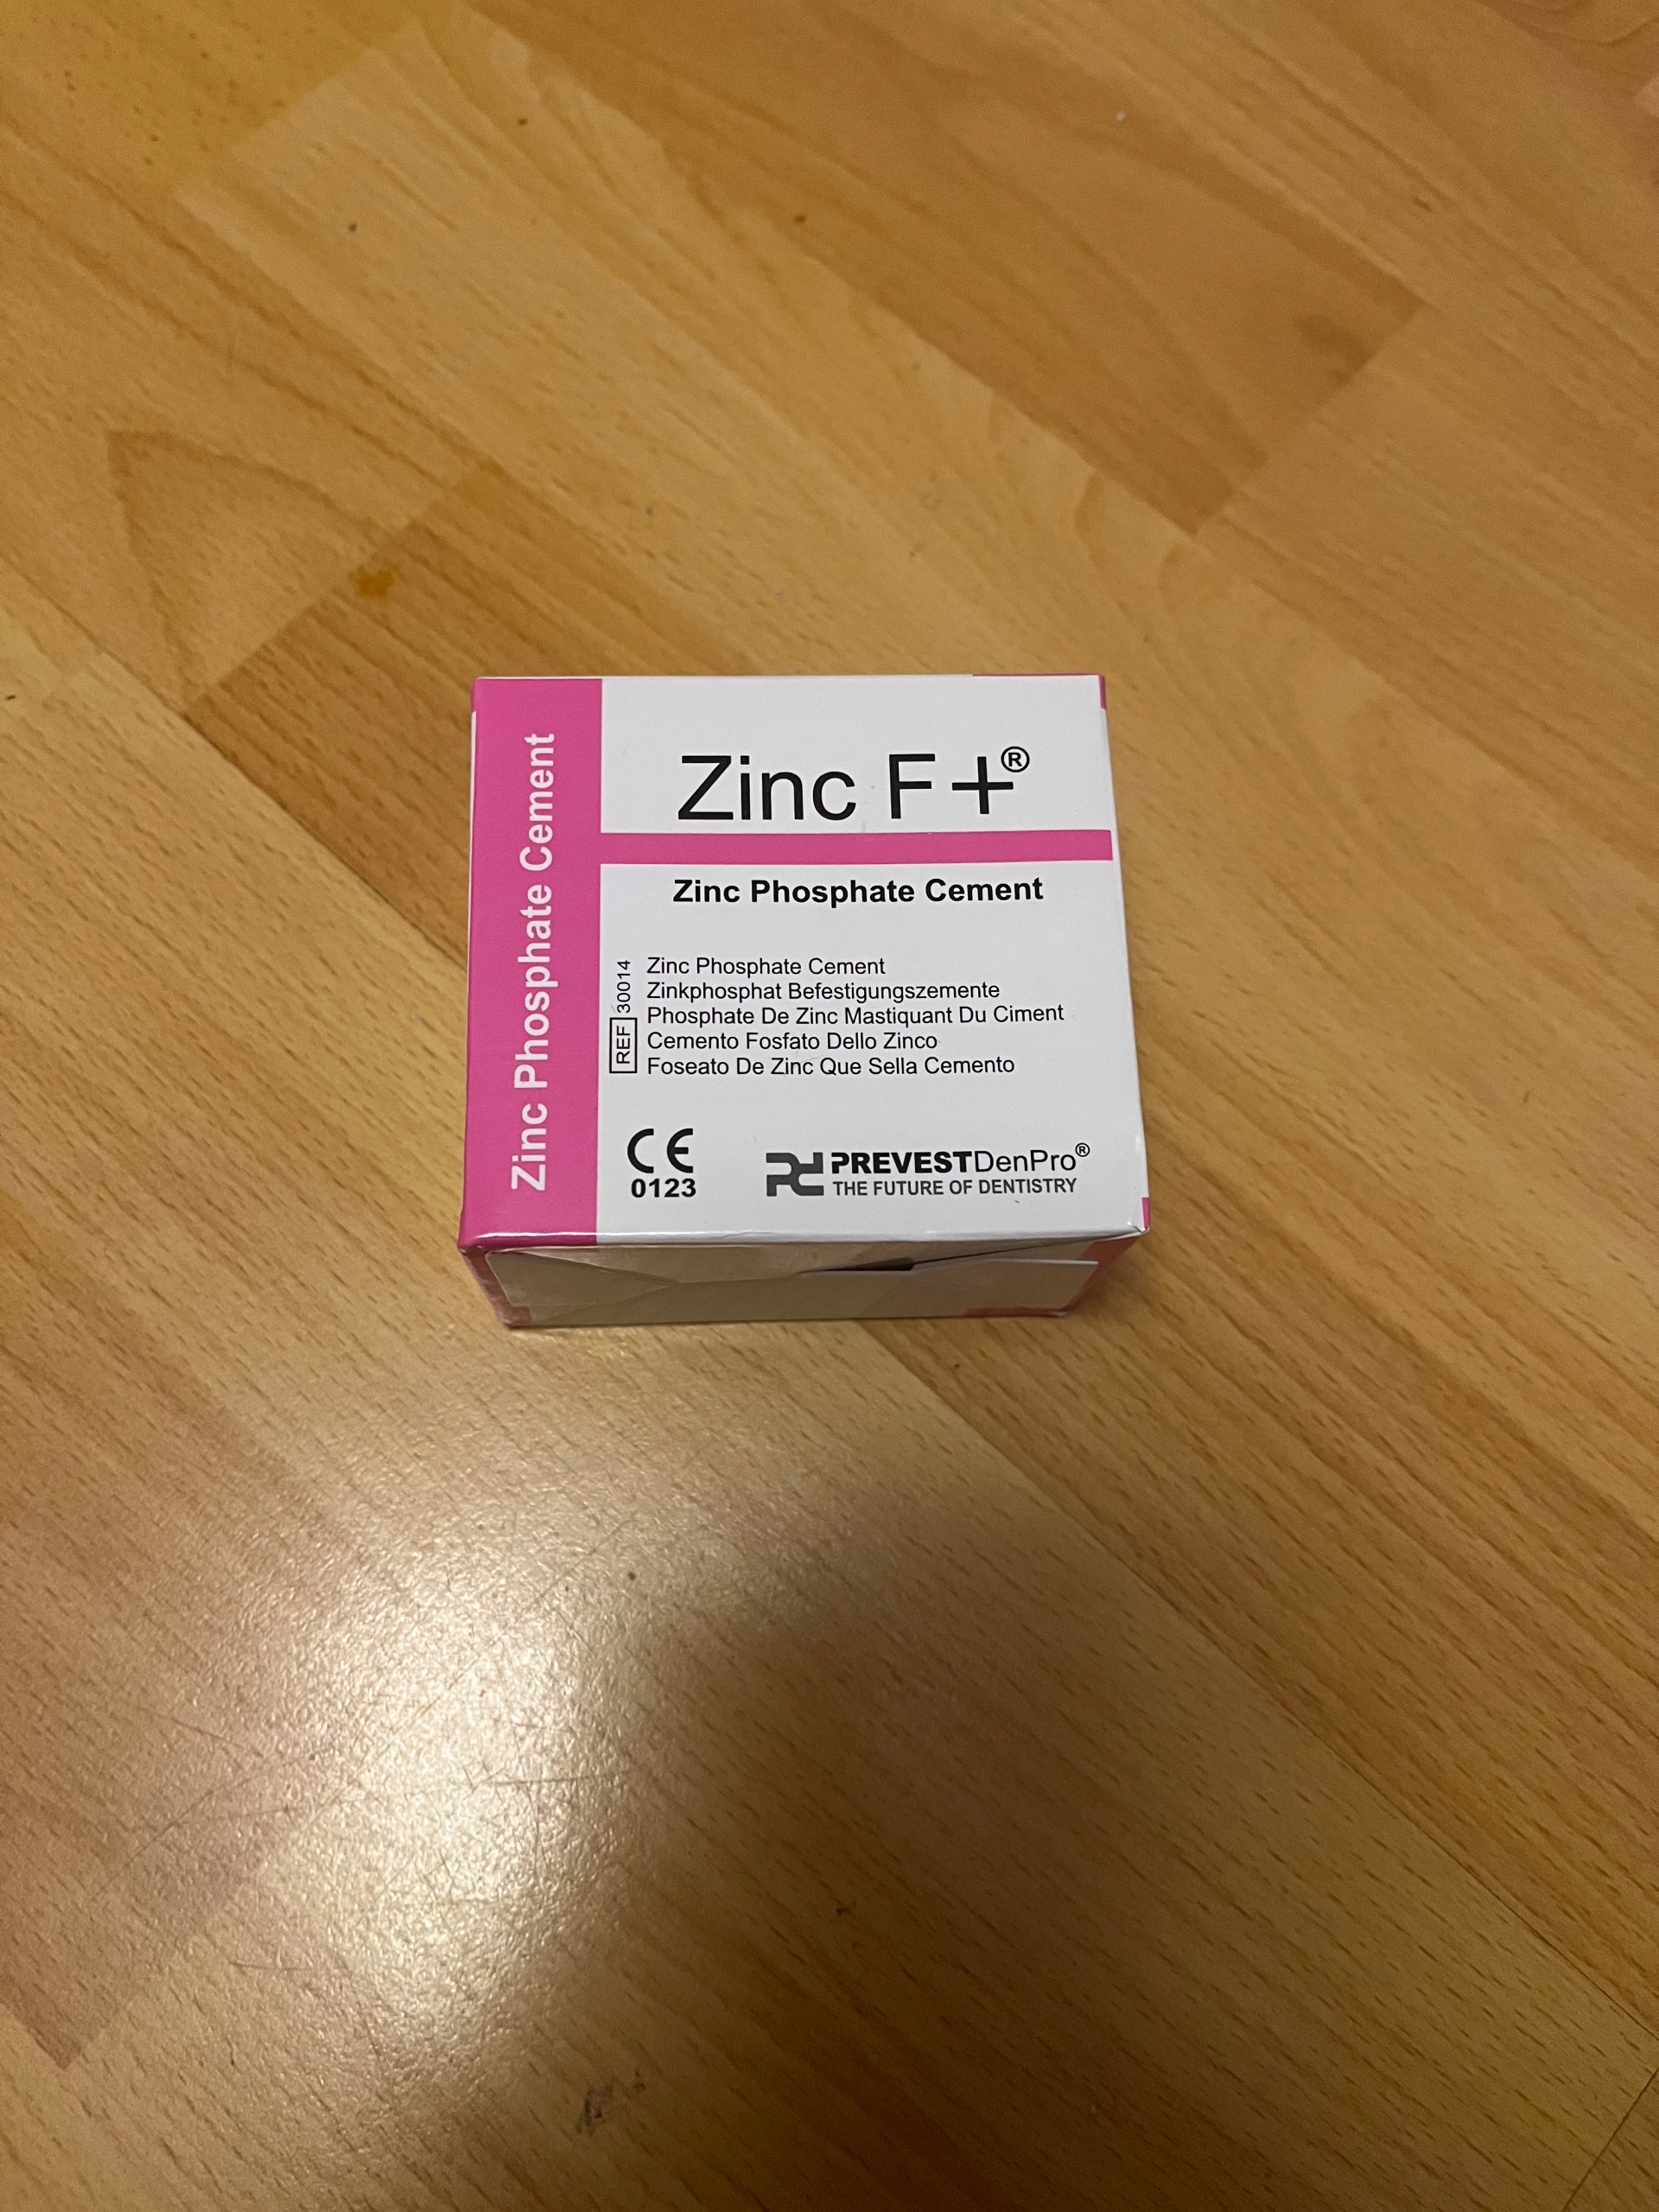 Zinc Phosphate Cement
Zinc F+®
Zinc Phosphate Cement
REF 30014
Zinc Phosphate Cement
Zinkphosphat Befestigungszemente
Phosphate De Zinc Mastiquant Du Ciment
Cemento Fosfato Dello Zinco
Foseato De Zinc Que Sella Cemento
CE
0123
PREVESTDenPro®
THE FUTURE OF DENTISTRY